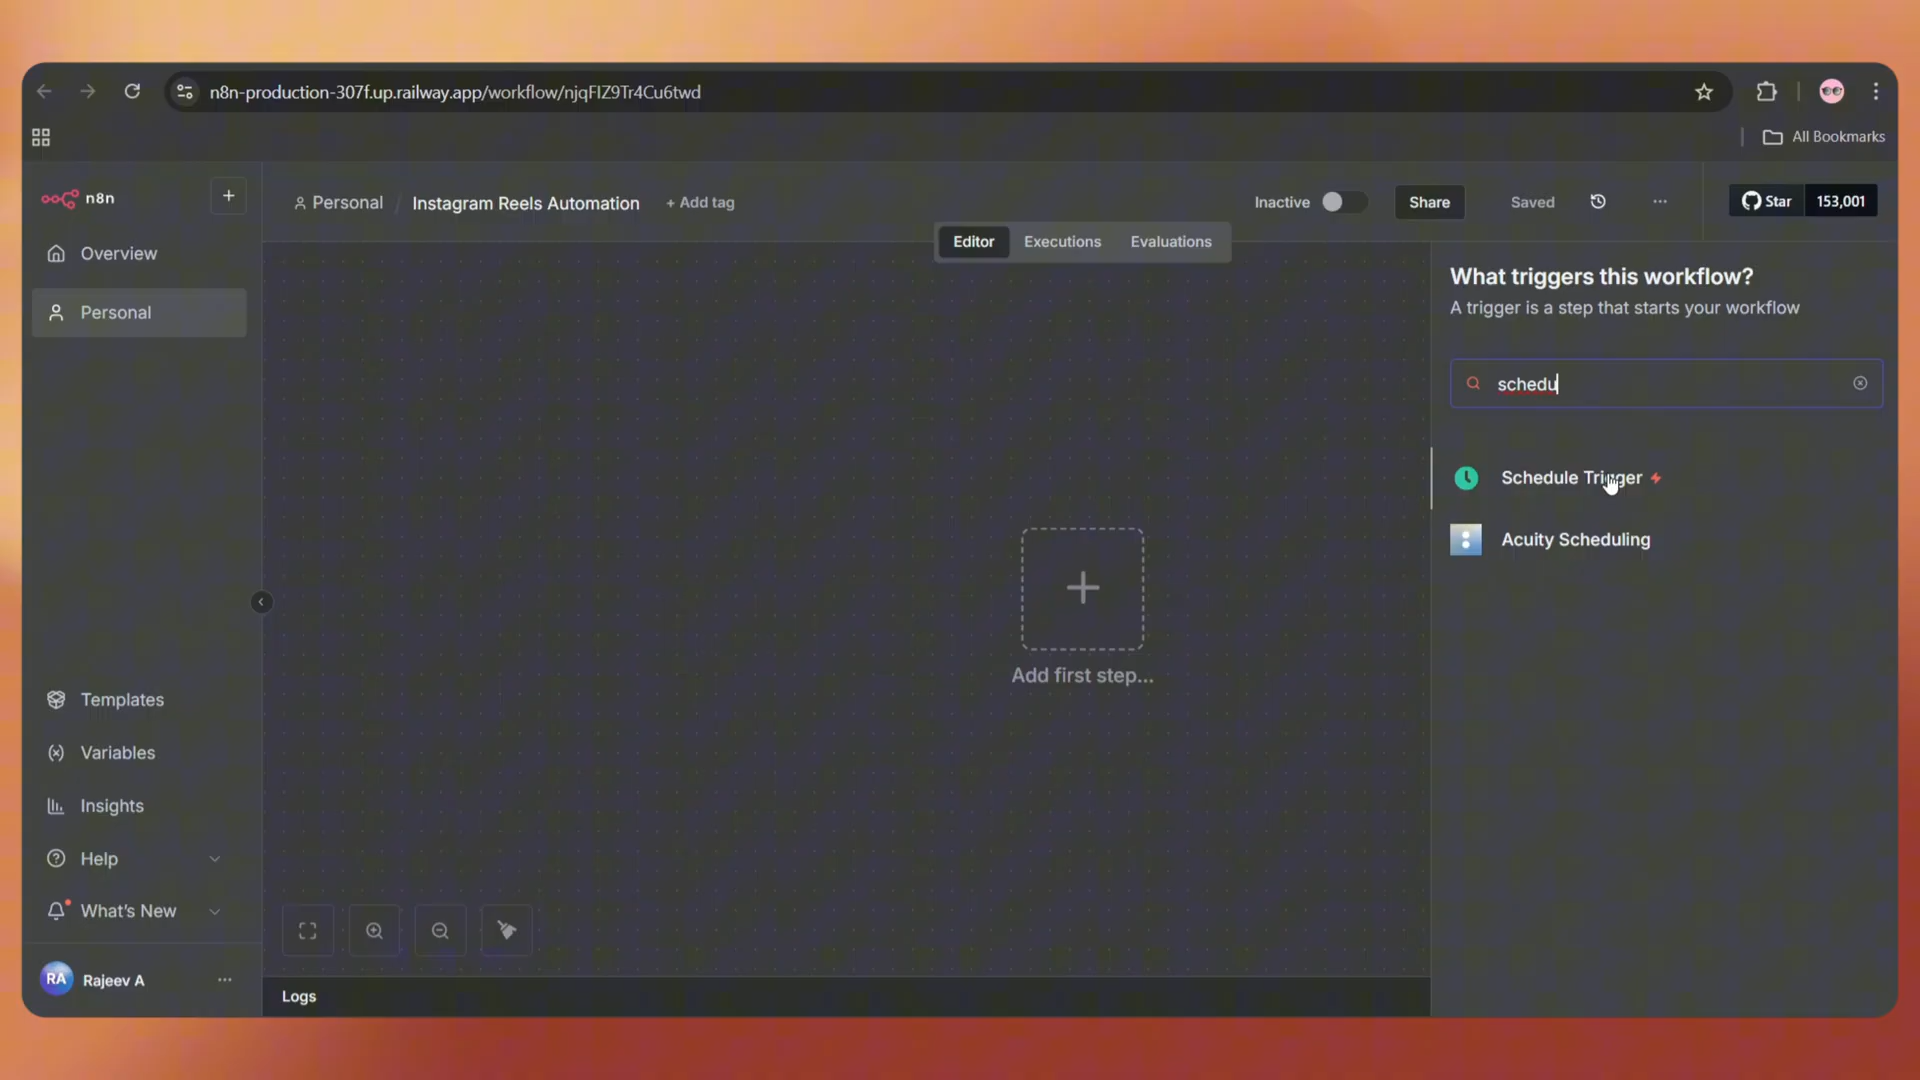 n8n-production-307f.up.railway.app/workflow/njqFIZ9Tr4Cu6twd
All Bookmarks
n8n
+
Overview
Personal
Templates
Variables
Insights
Help
What's New
RA Rajeev A
Personal / Instagram Reels Automation + Add tag
Inactive
Share
Saved
Star 153,001
Editor Executions Evaluations
Add first step...
Logs
What triggers this workflow?
A trigger is a step that starts your workflow
schedu
Schedule Trigger
Acuity Scheduling